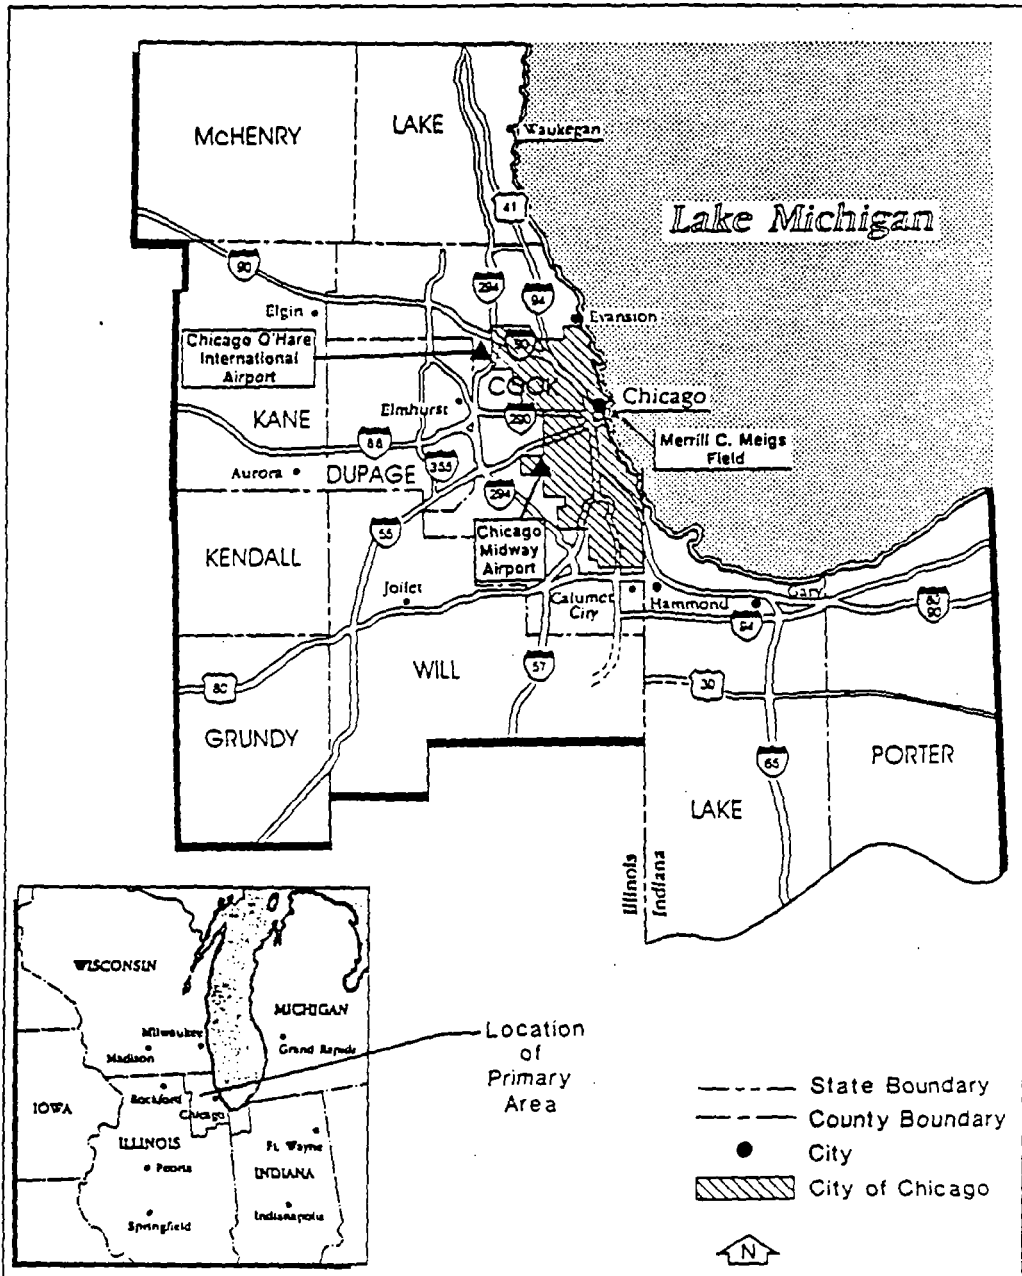 McHENRY
LAKE
Waukegan
41
Lake Michigan
90
294
94
Elgin
Evanston
Chicago O'Hare
International
Airport
90
COOK
KANE
Elmhurst
290
Chicago
88
Merrill C. Meigs
Field
Aurora
DUPAGE
355
294
55
Chicago
Midway
Airport
KENDALL
Joilet
Calumet
City
Hammond
Gary
94
80
90
WILL
57
80
30
GRUNDY
65
PORTER
LAKE
Illinois
Indiana
WISCONSIN
MICHIGAN
Milwaukee
Madison
Grand Rapids
Location
of
Primary
Area
Rockford
Chicago
IOWA
ILLINOIS
Ft. Wayne
Peoria
INDIANA
Springfield
Indianapolis
State Boundary
County Boundary
City
City of Chicago
N